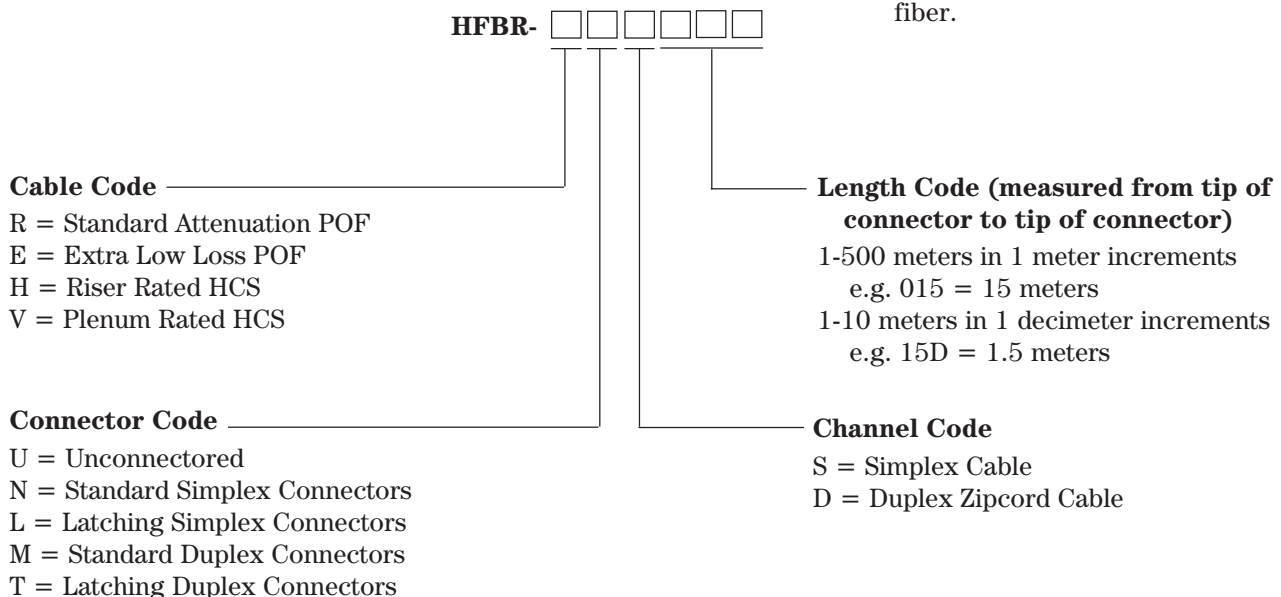 fiber.
HFBR-
Cable Code
R = Standard Attenuation POF
E = Extra Low Loss POF
H = Riser Rated HCS
V = Plenum Rated HCS
Length Code (measured from tip of
connector to tip of connector)
1-500 meters in 1 meter increments
e.g. 015 = 15 meters
1-10 meters in 1 decimeter increments
e.g. 15D = 1.5 meters
Connector Code
U = Unconnectored
N = Standard Simplex Connectors
L = Latching Simplex Connectors
M = Standard Duplex Connectors
T = Latching Duplex Connectors
Channel Code
S = Simplex Cable
D = Duplex Zipcord Cable